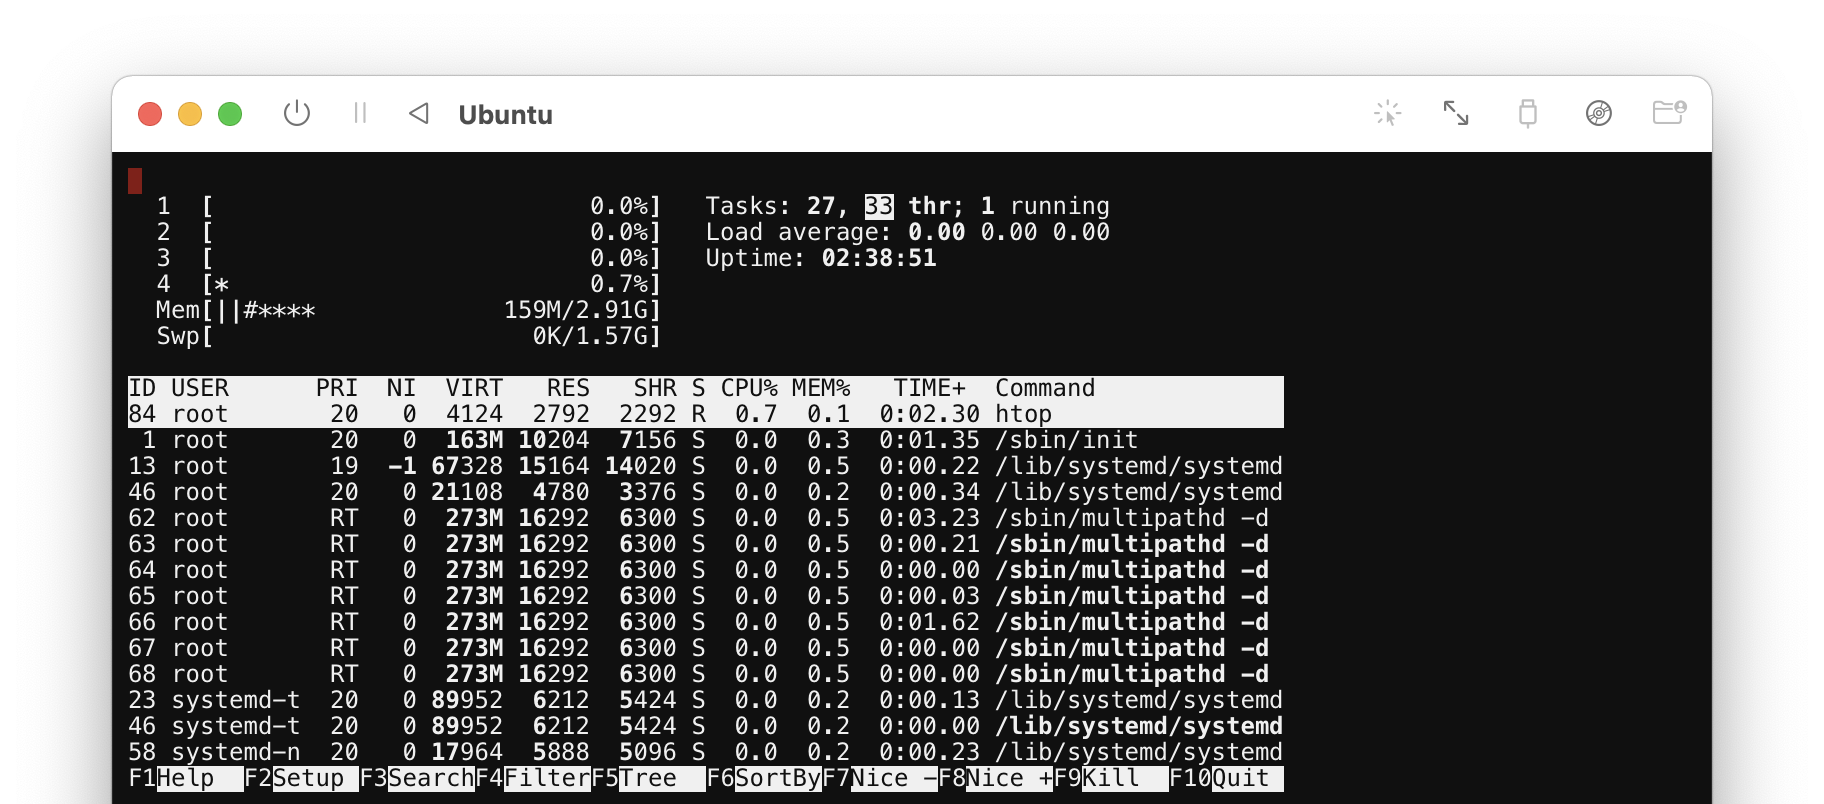 Ubuntu
1 [ 0.0%] Tasks: 27, 33 thr; 1 running
2 [ 0.0%] Load average: 0.00 0.00 0.00
3 [ 0.0%] Uptime: 02:38:51
4 [* 0.7%]
Mem[||#**** 159M/2.91G]
Swp[ 0K/1.57G]
ID USER PRI NI VIRT RES SHR S CPU% MEM% TIME+ Command
84 root 20 0 4124 2792 2292 R 0.7 0.1 0:02.30 htop
1 root 20 0 163M 10204 7156 S 0.0 0.3 0:01.35 /sbin/init
13 root 19 -1 67328 15164 14020 S 0.0 0.5 0:00.22 /lib/systemd/systemd
46 root 20 0 21108 4780 3376 S 0.0 0.2 0:00.34 /lib/systemd/systemd
62 root RT 0 273M 16292 6300 S 0.0 0.5 0:03.23 /sbin/multipathd -d
63 root RT 0 273M 16292 6300 S 0.0 0.5 0:00.21 /sbin/multipathd -d
64 root RT 0 273M 16292 6300 S 0.0 0.5 0:00.00 /sbin/multipathd -d
65 root RT 0 273M 16292 6300 S 0.0 0.5 0:00.03 /sbin/multipathd -d
66 root RT 0 273M 16292 6300 S 0.0 0.5 0:01.62 /sbin/multipathd -d
67 root RT 0 273M 16292 6300 S 0.0 0.5 0:00.00 /sbin/multipathd -d
68 root RT 0 273M 16292 6300 S 0.0 0.5 0:00.00 /sbin/multipathd -d
23 systemd-t 20 0 89952 6212 5424 S 0.0 0.2 0:00.13 /lib/systemd/systemd
46 systemd-t 20 0 89952 6212 5424 S 0.0 0.2 0:00.00 /lib/systemd/systemd
58 systemd-n 20 0 17964 5888 5096 S 0.0 0.2 0:00.23 /lib/systemd/systemd
F1Help F2Setup F3SearchF4FilterF5Tree F6SortByF7Nice -F8Nice +F9Kill F10Quit